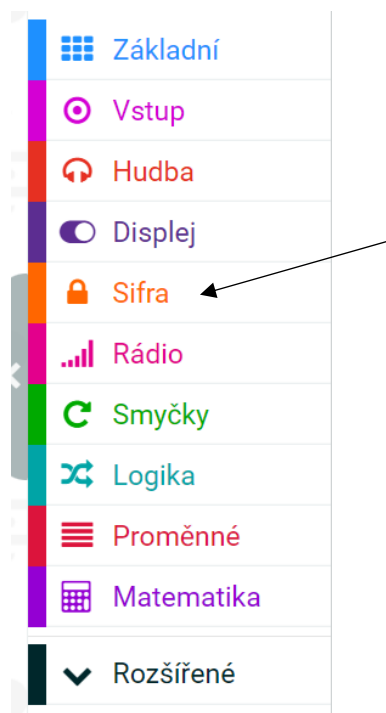 Základní
Vstup
Hudba
Displej
Sifra
Rádio
Smyčky
Logika
Proměnné
Matematika
Rozšířené